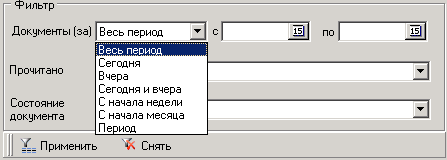 Фильтр
Документы (за) Весь период с 15 по 15
Весь период
Сегодня
Вчера
Сегодня и вчера
С начала недели
С начала месяца
Период
Прочитано
Состояние
документа
Применить Снять